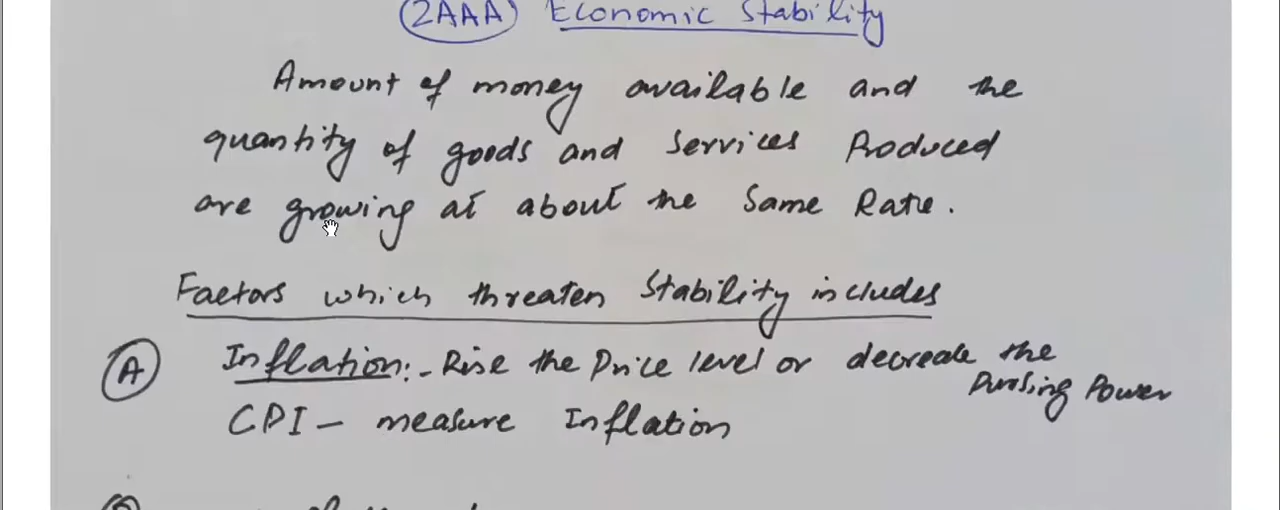 (2AAA) Economic Stability
Amount of money available and the
quantity of goods and services Produced
are growing at about the Same Rate.
Factors which threaten Stability includes
(A) Inflation:- Rise the Price level or decreate the
Pursing Power
CPI - measure Inflation